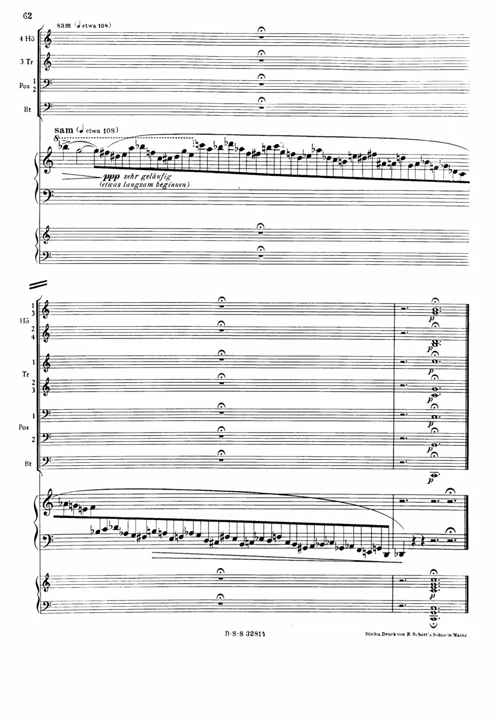 62
sam (♩ etwa 108)
4 Hö
3 Tr
Pos 1
2
Bt
sam (♩ etwa 108)
8
ppp sehr geläufig
(etwas langsam beginnen)
1
3
Hö
2
4
1
Tr
2
3
1
Pos
2
Bt
p
p
p
p
p
p
p
B·S·S 32814
Stich u. Druck von B. Schott's Söhne in Mainz